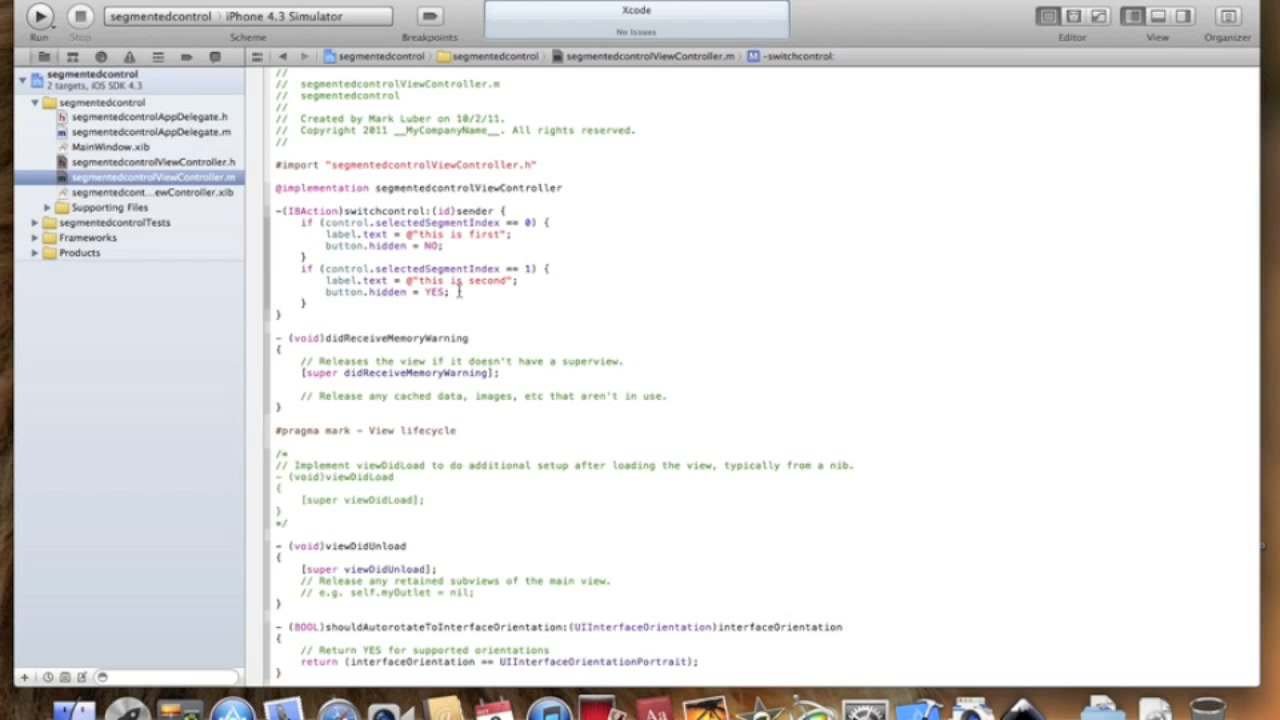 segmentedcontrol › iPhone 4.3 Simulator
Xcode
No Issues
Run
Stop
Scheme
Breakpoints
Editor
View
Organizer
segmentedcontrol
segmentedcontrol
segmentedcontrolViewController.m
-switchcontrol:
segmentedcontrol
2 targets, iOS SDK 4.3
segmentedcontrol
segmentedcontrolAppDelegate.h
segmentedcontrolAppDelegate.m
MainWindow.xib
segmentedcontrolViewController.h
segmentedcontrolViewController.m
segmentedcont...ewController.xib
Supporting Files
segmentedcontrolTests
Frameworks
Products
//
//  segmentedcontrolViewController.m
//  segmentedcontrol
//
//  Created by Mark Luber on 10/2/11.
//  Copyright 2011 __MyCompanyName__. All rights reserved.
//
#import "segmentedcontrolViewController.h"
@implementation segmentedcontrolViewController
-(IBAction)switchcontrol:(id)sender {
if (control.selectedSegmentIndex == 0) {
label.text = @"this is first";
button.hidden = NO;
}
if (control.selectedSegmentIndex == 1) {
label.text = @"this is second";
button.hidden = YES;
}
}
- (void)didReceiveMemoryWarning
{
// Releases the view if it doesn't have a superview.
[super didReceiveMemoryWarning];
// Release any cached data, images, etc that aren't in use.
}
#pragma mark - View lifecycle
/*
// Implement viewDidLoad to do additional setup after loading the view, typically from a nib.
- (void)viewDidLoad
{
[super viewDidLoad];
}
*/
- (void)viewDidUnload
{
[super viewDidUnload];
// Release any retained subviews of the main view.
// e.g. self.myOutlet = nil;
}
- (BOOL)shouldAutorotateToInterfaceOrientation:(UIInterfaceOrientation)interfaceOrientation
{
// Return YES for supported orientations
return (interfaceOrientation == UIInterfaceOrientationPortrait);
}
Aa